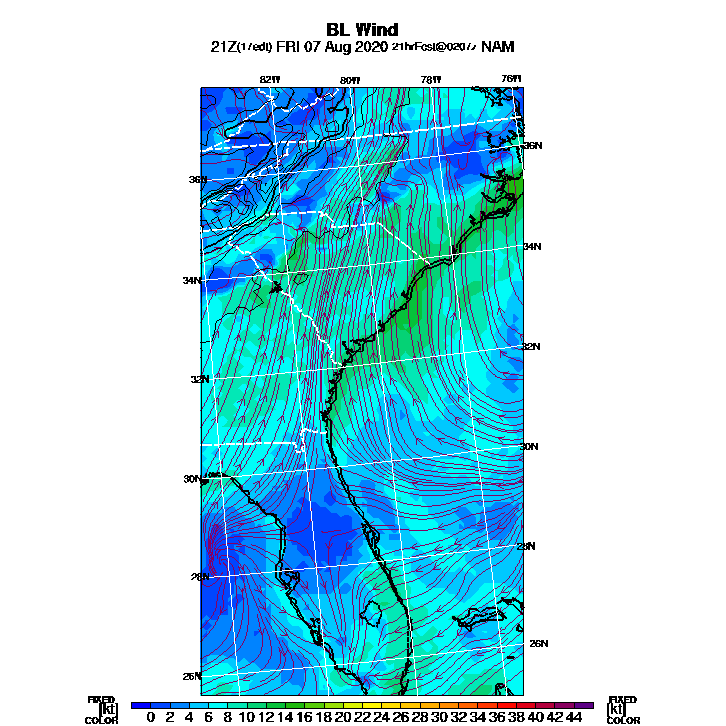 BL Wind
21Z(17edt) FRI 07 Aug 2020 21hrFcst@0207z NAM
82W 80W 78W 76W
36N 36N
34N 34N
32N 32N
30N 30N
28N 28N
26N 26N
FIXED FIXED
[kt] 0 2 4 6 8 10 12 14 16 18 20 22 24 26 28 30 32 34 36 38 40 42 44 [kt]
COLOR COLOR